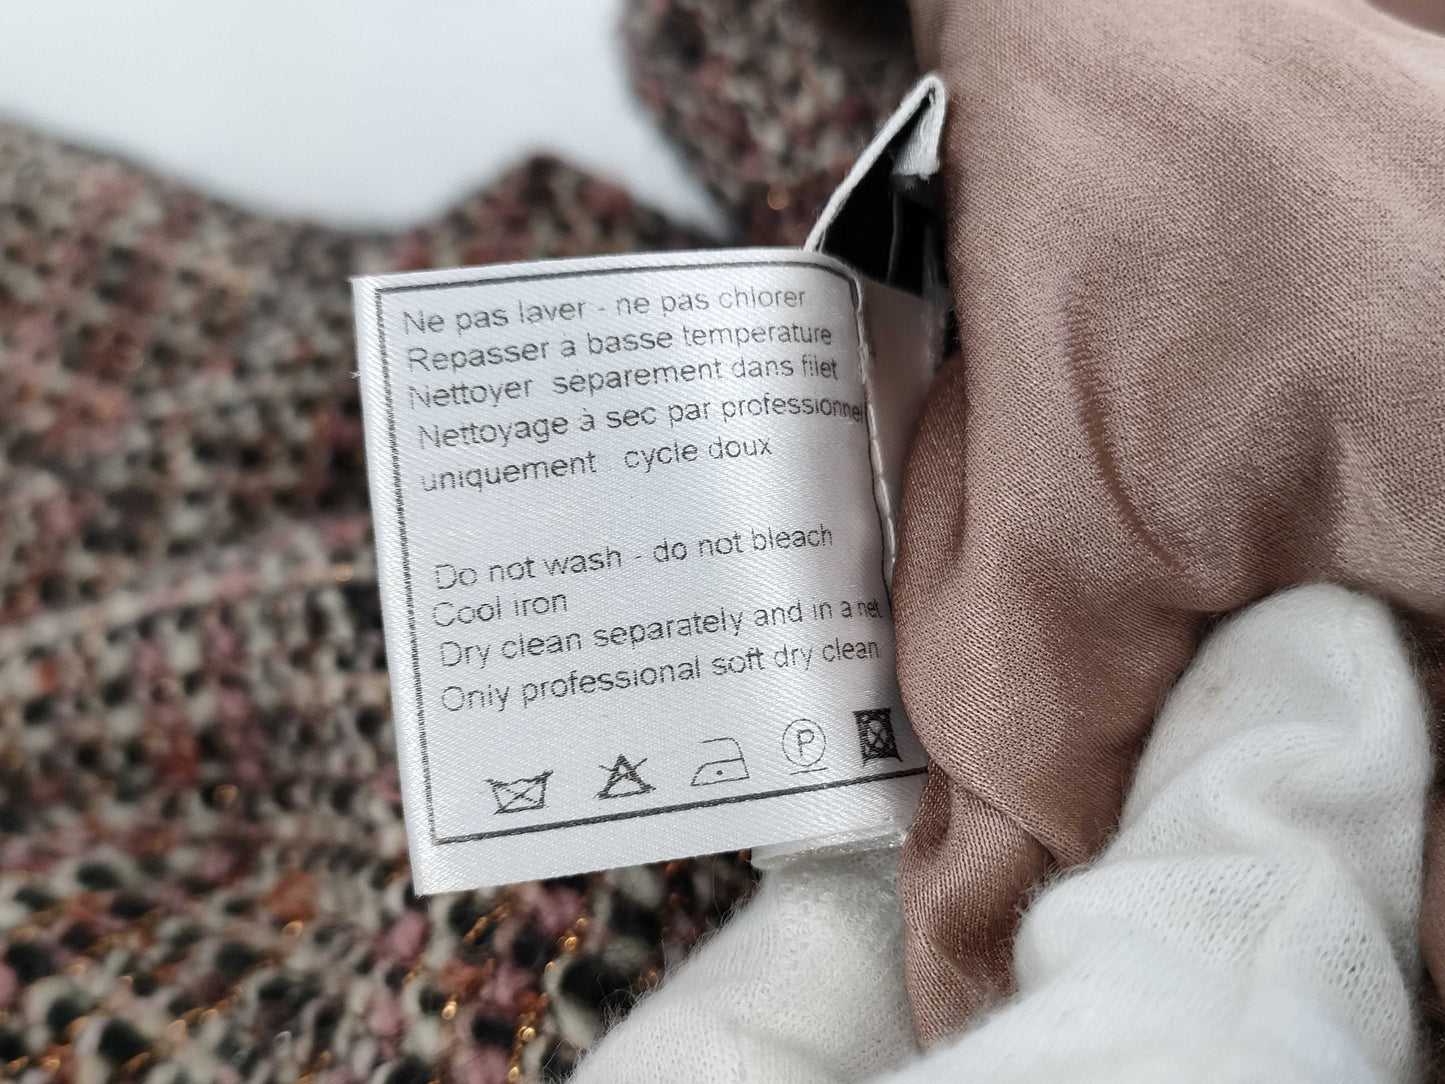 Ne pas laver - ne pas chlorer
Repasser a basse temperature
Nettoyer separement dans filet
Nettoyage à sec par professionnel
uniquement cycle doux
Do not wash - do not bleach
Cool iron
Dry clean separately and in a net
Only professional soft dry clean
P